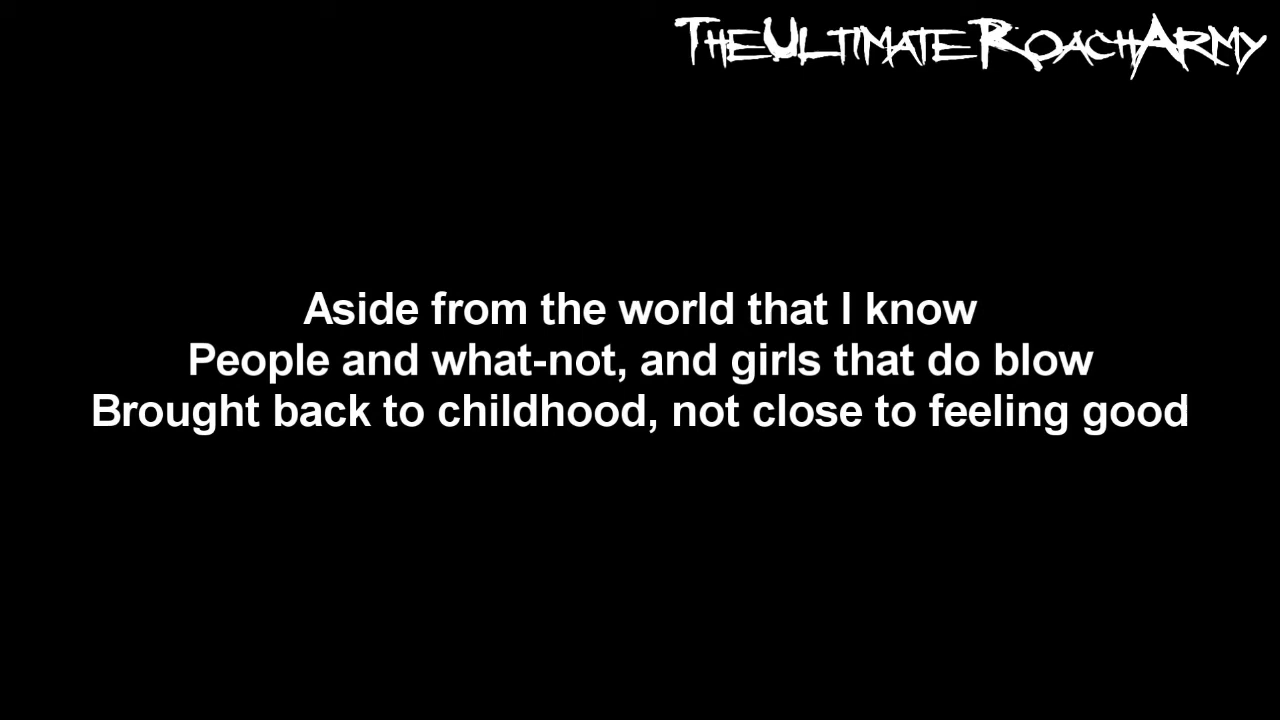 TheUltimateRoachArmy
Aside from the world that I know
People and what-not, and girls that do blow
Brought back to childhood, not close to feeling good